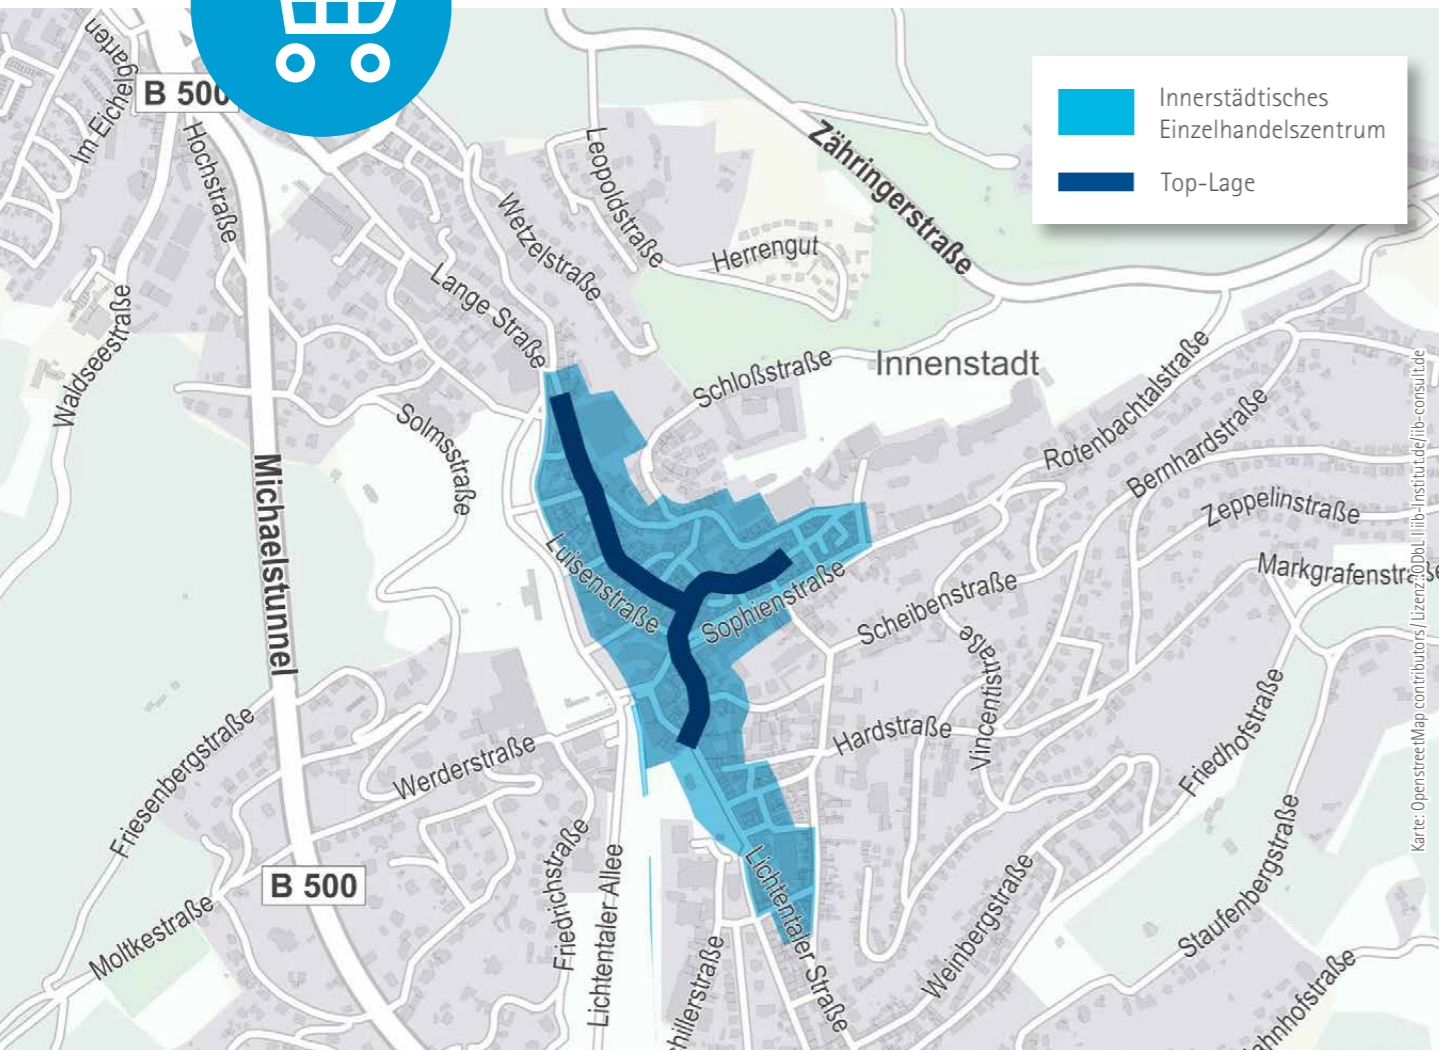 Innerstädtisches
Einzelhandelszentrum
Top-Lage
B 500
Im Eichelgarten
Hochstraße
Waldseestraße
Leopoldstraße
Zähringerstraße
Wetzelstraße
Herrengut
Lange Straße
Schloßstraße
Innenstadt
Solmsstraße
Rotenbachtalstraße
Bernhardstraße
Zeppelinstraße
Markgrafenstraße
Michaelstunnel
Luisenstraße
Sophienstraße
Scheibenstraße
Vincentistraße
Hardstraße
Friedhofstraße
Friesenbergstraße
Werderstraße
B 500
Moltkestraße
Friedrichstraße
Lichtentaler Allee
Lichtentaler Straße
Weinbergstraße
Staufenbergstraße
hillerstraße
ahnhofstraße
Karte: OpenstreetMap contributors/Lizenz: ODbL I iib-Institut.de/iib-consult.de